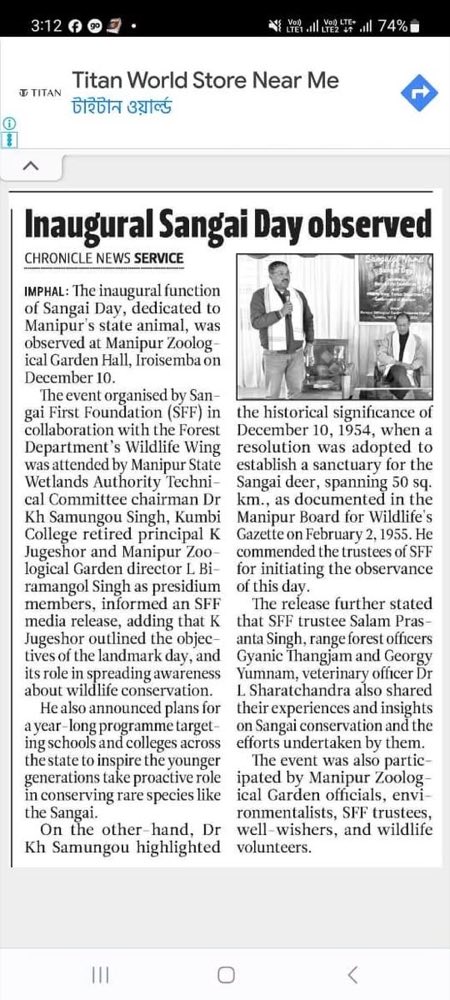 3:12
74%
TITAN
Titan World Store Near Me
টাইটান ওয়ার্ল্ড
Inaugural Sangai Day observed
CHRONICLE NEWS SERVICE
IMPHAL: The inaugural function
of Sangai Day, dedicated to
Manipur's state animal, was
observed at Manipur Zoolog-
ical Garden Hall, Iroisemba on
December 10.
The event organised by San-
gai First Foundation (SFF) in
collaboration with the Forest
Department's Wildlife Wing
was attended by Manipur State
Wetlands Authority Techni-
cal Committee chairman Dr
Kh Samungou Singh, Kumbi
College retired principal K
Jugeshor and Manipur Zoo-
logical Garden director L Bi-
ramangol Singh as presidium
members, informed an SFF
media release, adding that K
Jugeshor outlined the objec-
tives of the landmark day, and
its role in spreading awareness
about wildlife conservation.
He also announced plans for
a year-long programme target-
ing schools and colleges across
the state to inspire the younger
generations take proactive role
in conserving rare species like
the Sangai.
On the other-hand, Dr
Kh Samungou highlighted
Sangai Day
the historical significance of
December 10, 1954, when a
resolution was adopted to
establish a sanctuary for the
Sangai deer, spanning 50 sq.
km., as documented in the
Manipur Board for Wildlife's
Gazette on February 2, 1955. He
commended the trustees of SFF
for initiating the observance
of this day.
The release further stated
that SFF trustee Salam Pras-
anta Singh, range forest officers
Gyanic Thangjam and Georgy
Yumnam, veterinary officer Dr
L Sharatchandra also shared
their experiences and insights
on Sangai conservation and the
efforts undertaken by them.
The event was also partic-
ipated by Manipur Zoolog-
ical Garden officials, envi-
ronmentalists, SFF trustees,
well-wishers, and wildlife
volunteers.